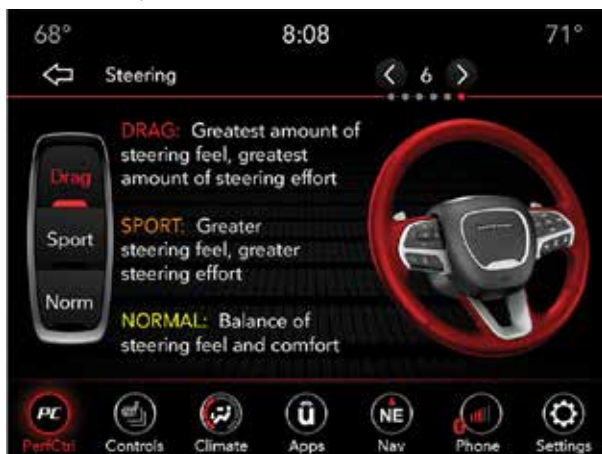 68° 8:08 71°
Steering 6
DRAG: Greatest amount of
steering feel, greatest
amount of steering effort
Drag
SPORT: Greater
steering feel, greater
steering effort
Sport
NORMAL: Balance of
steering feel and comfort
Norm
PC NE
PerfCtrl Controls Climate Apps Nav Phone Settings